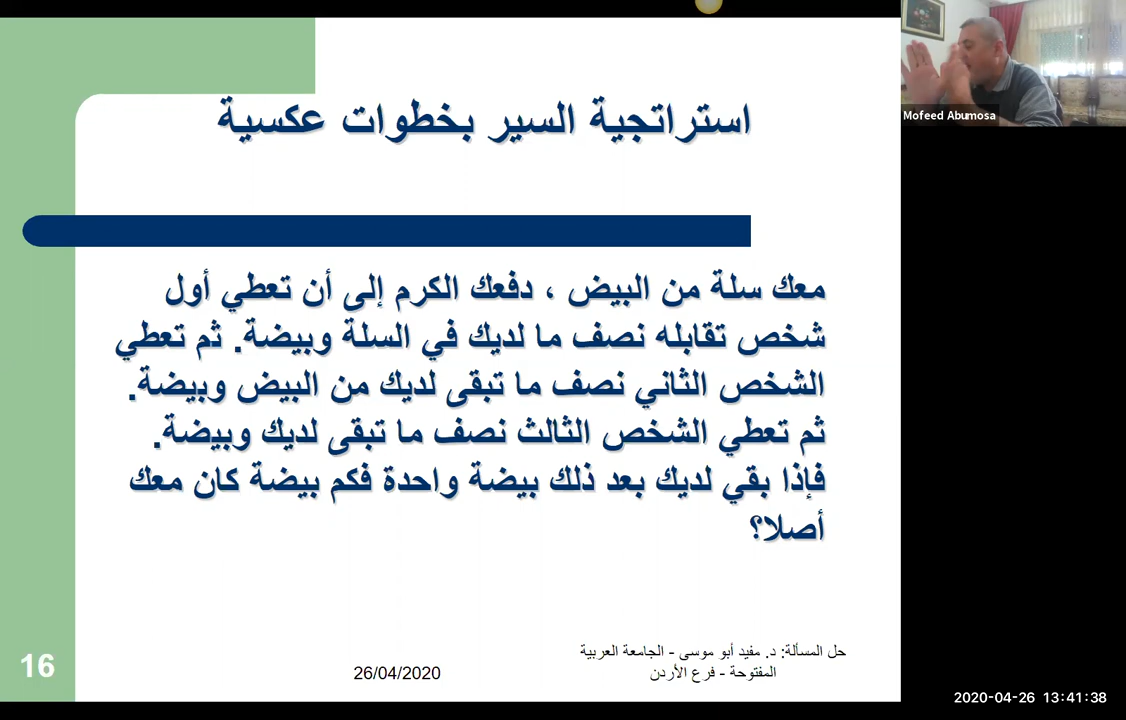 استراتجية السير بخطوات عكسية
معك سلة من البيض ، دفعك الكرم إلى أن تعطي أول
شخص تقابله نصف ما لديك في السلة وبيضة. ثم تعطي
الشخص الثاني نصف ما تبقى لديك من البيض وبيضة.
ثم تعطي الشخص الثالث نصف ما تبقى لديك وبيضة.
فإذا بقي لديك بعد ذلك بيضة واحدة فكم بيضة كان معك
أصلا؟
حل المسألة: د. مفيد أبو موسى - الجامعة العربية
المفتوحة - فرع الأردن
26/04/2020
16
Mofeed Abumosa
2020-04-26 13:41:38